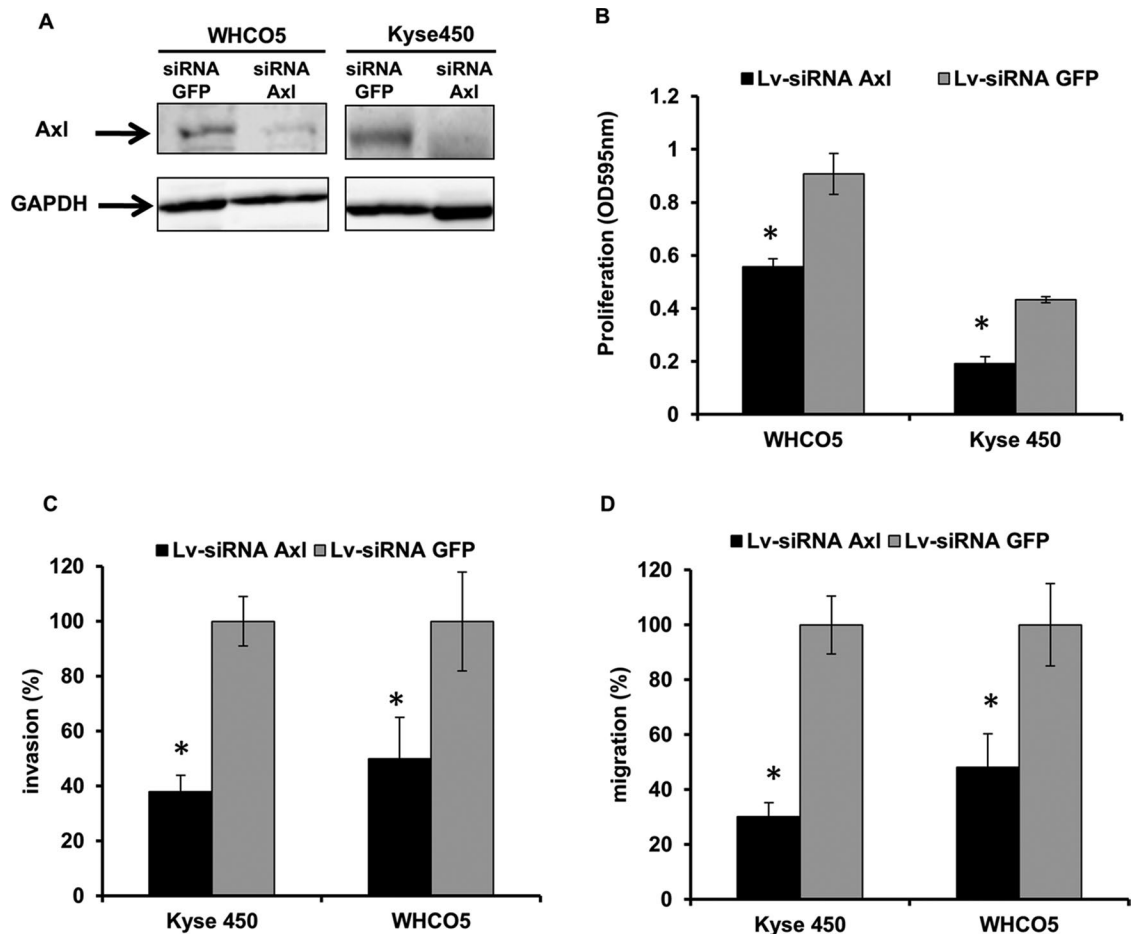 A
WHCO5
Kyse450
siRNA GFP
siRNA Axl
siRNA GFP
siRNA Axl
Axl
GAPDH
B
Lv-siRNA Axl
Lv-siRNA GFP
Proliferation (OD595nm)
1.2
1
0.8
0.6
0.4
0.2
0
*
*
WHCO5
Kyse 450
C
Lv-siRNA Axl
Lv-siRNA GFP
invasion (%)
120
100
80
60
40
20
0
*
*
Kyse 450
WHCO5
D
Lv-siRNA Axl
Lv-siRNA GFP
migration (%)
120
100
80
60
40
20
0
*
*
Kyse 450
WHCO5